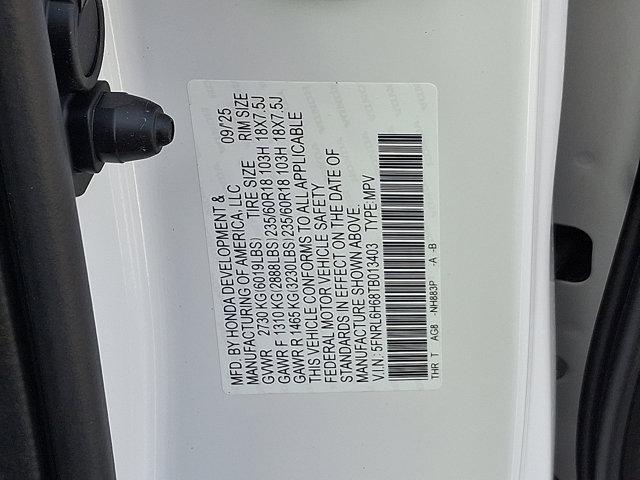 MFD. BY HONDA DEVELOPMENT & 09/25
MANUFACTURING OF AMERICA, LLC
GVWR 2730 KG(6019LBS) TIRE SIZE RIM SIZE
GAWR F 1310 KG(2888LBS)235/60R18 103H 18X7.5J
GAWR R 1465 KG(3230LBS)235/60R18 103H 18X7.5J
THIS VEHICLE CONFORMS TO ALL APPLICABLE
FEDERAL MOTOR VEHICLE SAFETY
STANDARDS IN EFFECT ON THE DATE OF
MANUFACTURE SHOWN ABOVE.
V.I.N.:5FNRL6H68TB013403 TYPE:MPV
THR T AG8 -NH883P -A -B